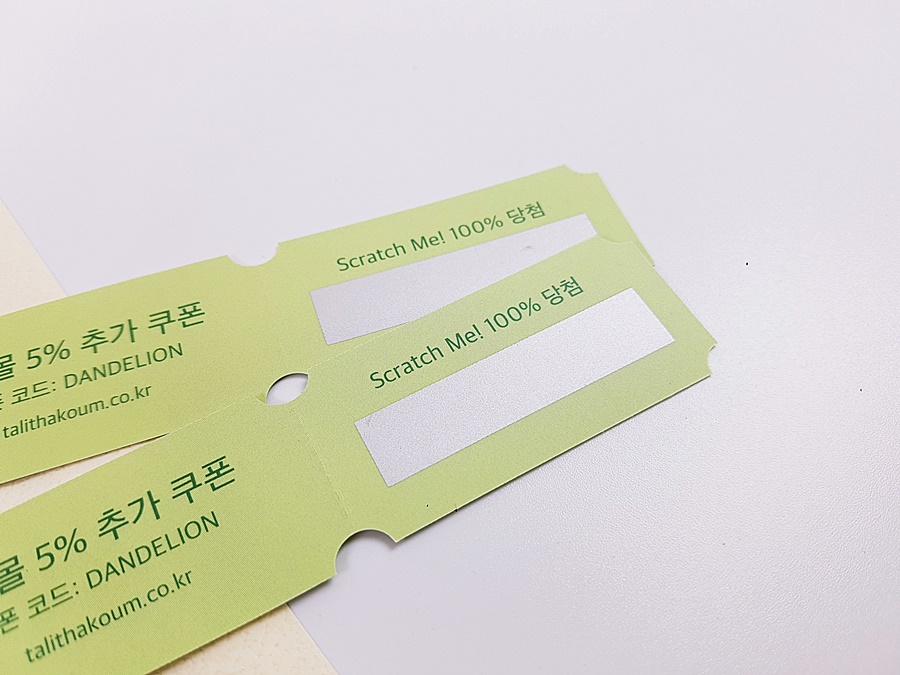 Scratch Me! 100% 당첨
몰 5% 추가 쿠폰
코드: DANDELION
talithakoum.co.kr
Scratch Me! 100% 당첨
몰 5% 추가 쿠폰
폰 코드: DANDELION
talithakoum.co.kr